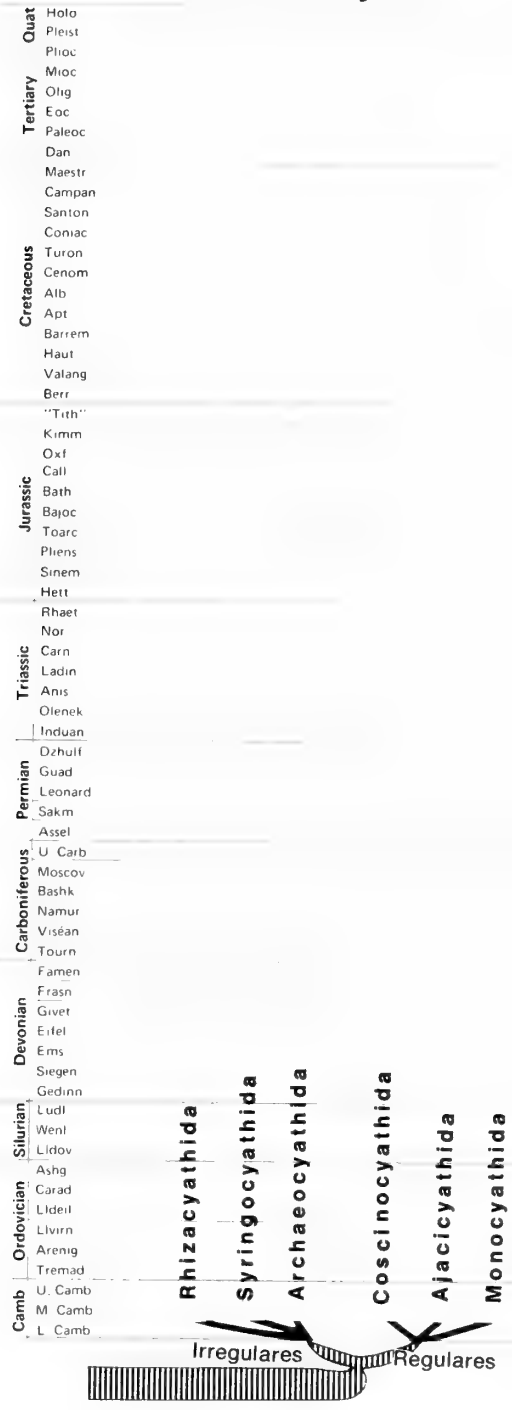 Quat
Holo
Pleist
Tertiary
Plioc
Mioc
Olig
Eoc
Paleoc
Dan
Cretaceous
Maestr
Campan
Santon
Coniac
Turon
Cenom
Alb
Apt
Barrem
Haut
Valang
Berr
Jurassic
"Tith"
Kimm
Oxf
Call
Bath
Bajoc
Toarc
Pliens
Sinem
Hett
Triassic
Rhaet
Nor
Carn
Ladin
Anis
Olenek
Induan
Permian
Dzhulf
Guad
Leonard
Sakm
Assel
Carboniferous
U Carb
Moscov
Bashk
Namur
Viséan
Tourn
Devonian
Famen
Frasn
Givet
Eifel
Ems
Siegen
Gedinn
Silurian
Ludl
Wenl
Lldov
Ordovician
Ashg
Carad
Lldeil
Llvirn
Arenig
Tremad
Camb
U. Camb
M Camb
L Camb
Rhizacyathida
Syringocyathida
Archaeocyathida
Coscinocyathida
Ajacicyathida
Monocyathida
Irregulares
Regulares